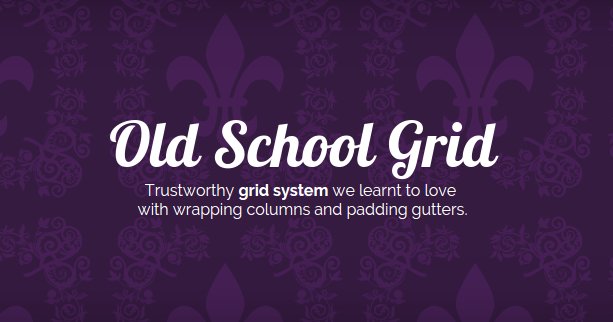 Old School Grid
Trustworthy grid system we learnt to love
with wrapping columns and padding gutters.